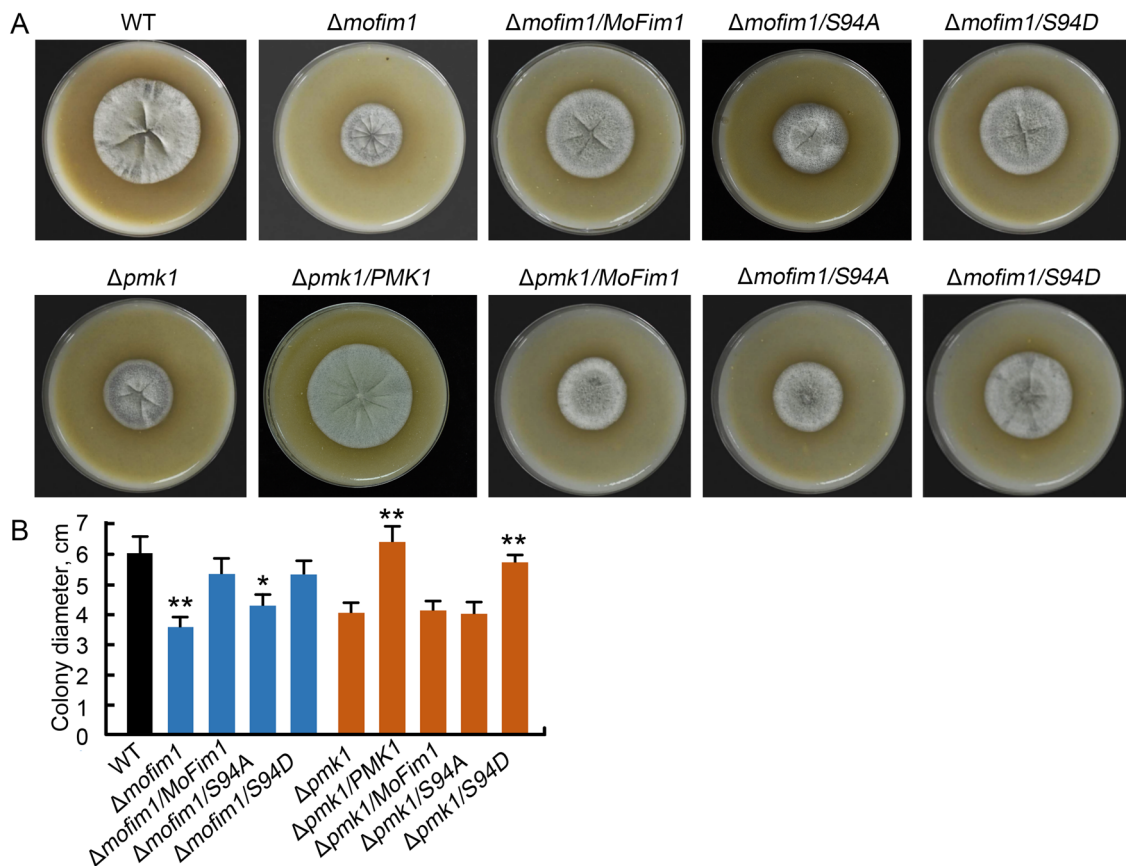 A
WT
Δmofim1
Δmofim1/MoFim1
Δmofim1/S94A
Δmofim1/S94D
Δpmk1
Δpmk1/PMK1
Δpmk1/MoFim1
Δmofim1/S94A
Δmofim1/S94D
B
Colony diameter, cm
7
6
5
4
3
2
1
0
**
*
**
**
WT
Δmofim1
Δmofim1/MoFim1
Δmofim1/S94A
Δmofim1/S94D
Δpmk1
Δpmk1/PMK1
Δpmk1/MoFim1
Δpmk1/S94A
Δpmk1/S94D